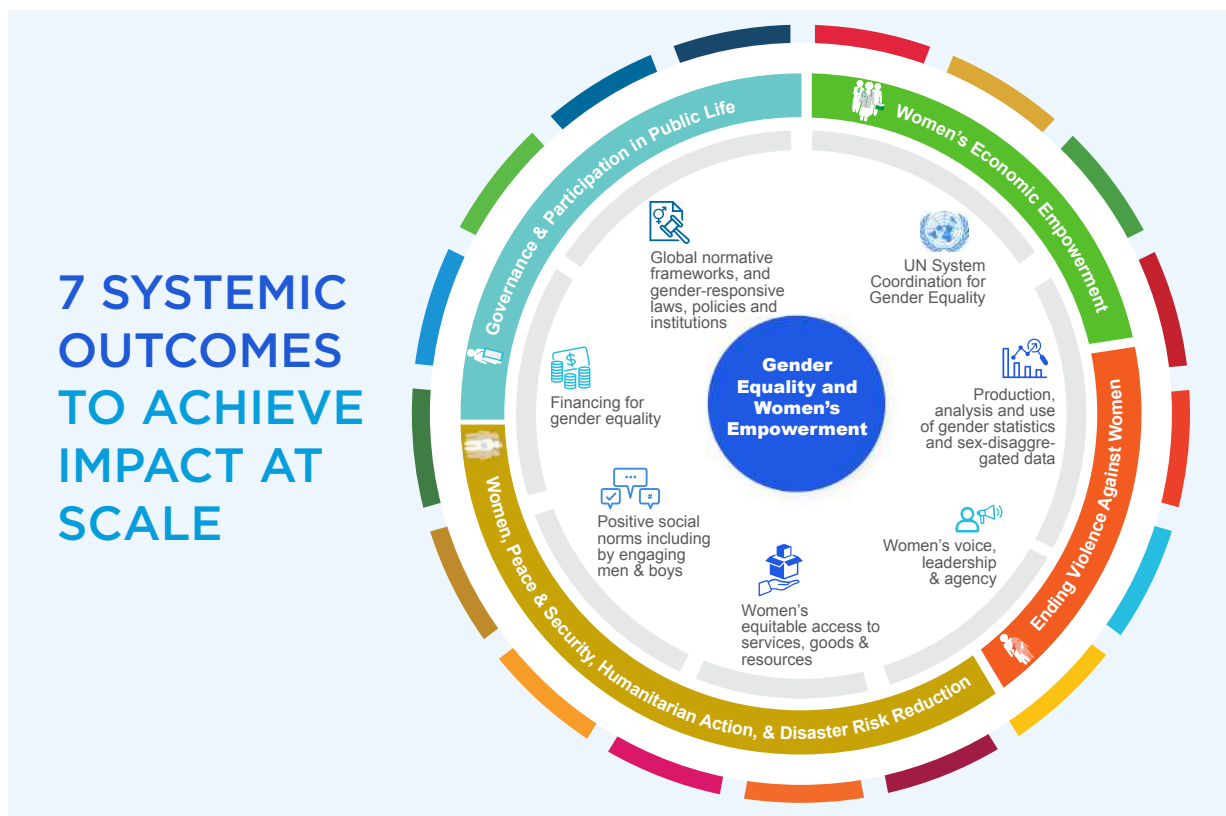 7 SYSTEMIC
OUTCOMES
TO ACHIEVE
IMPACT AT
SCALE
Governance & Participation in Public Life
Women's Economic Empowerment
Ending Violence Against Women
Women, Peace & Security, Humanitarian Action, & Disaster Risk Reduction
Global normative
frameworks, and
gender-responsive
laws, policies and
institutions
UN System
Coordination for
Gender Equality
Financing for
gender equality
Gender
Equality and
Women's
Empowerment
Production,
analysis and use
of gender statistics
and sex-disaggre-
gated data
Positive social
norms including
by engaging
men & boys
Women's voice,
leadership
& agency
Women's
equitable access to
services, goods &
resources